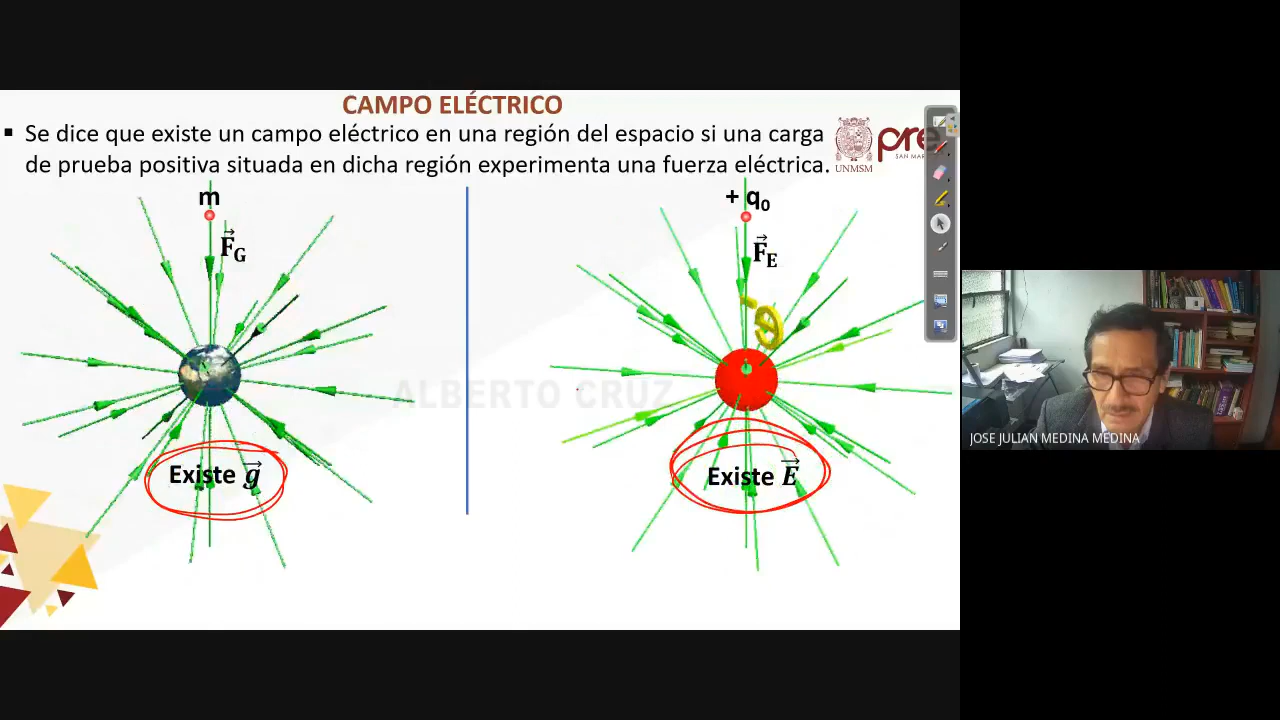 CAMPO ELÉCTRICO
▪ Se dice que existe un campo eléctrico en una región del espacio si una carga
de prueba positiva situada en dicha región experimenta una fuerza eléctrica.
UNMSM
pre
SAN MAR
m
F⃗G
Existe g⃗
+ q₀
F⃗E
Existe E⃗
ALBERTO CRUZ
JOSE JULIAN MEDINA MEDINA